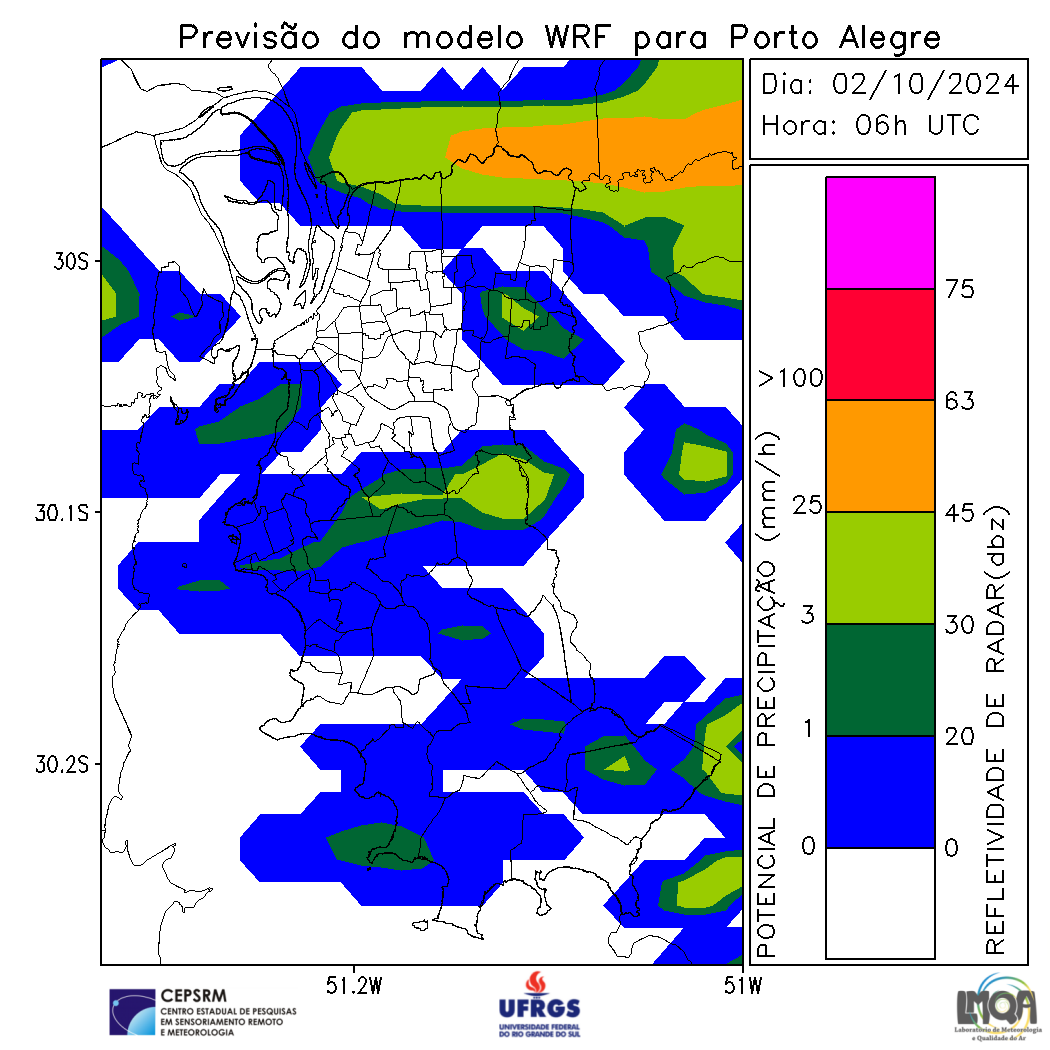 Previsão do modelo WRF para Porto Alegre
Dia: 02/10/2024
Hora: 06h UTC
30S
30.1S
30.2S
51.2W
51W
POTENCIAL DE PRECIPITAÇÃO (mm/h)
>100
25
3
1
0
75
63
45
30
20
0
REFLETIVIDADE DE RADAR(dbz)
CEPSRM
CENTRO ESTADUAL DE PESQUISAS
EM SENSORIAMENTO REMOTO
E METEOROLOGIA
UFRGS
UNIVERSIDADE FEDERAL
DO RIO GRANDE DO SUL
LMQA
Laboratório de Meteorologia
e Qualidade do Ar